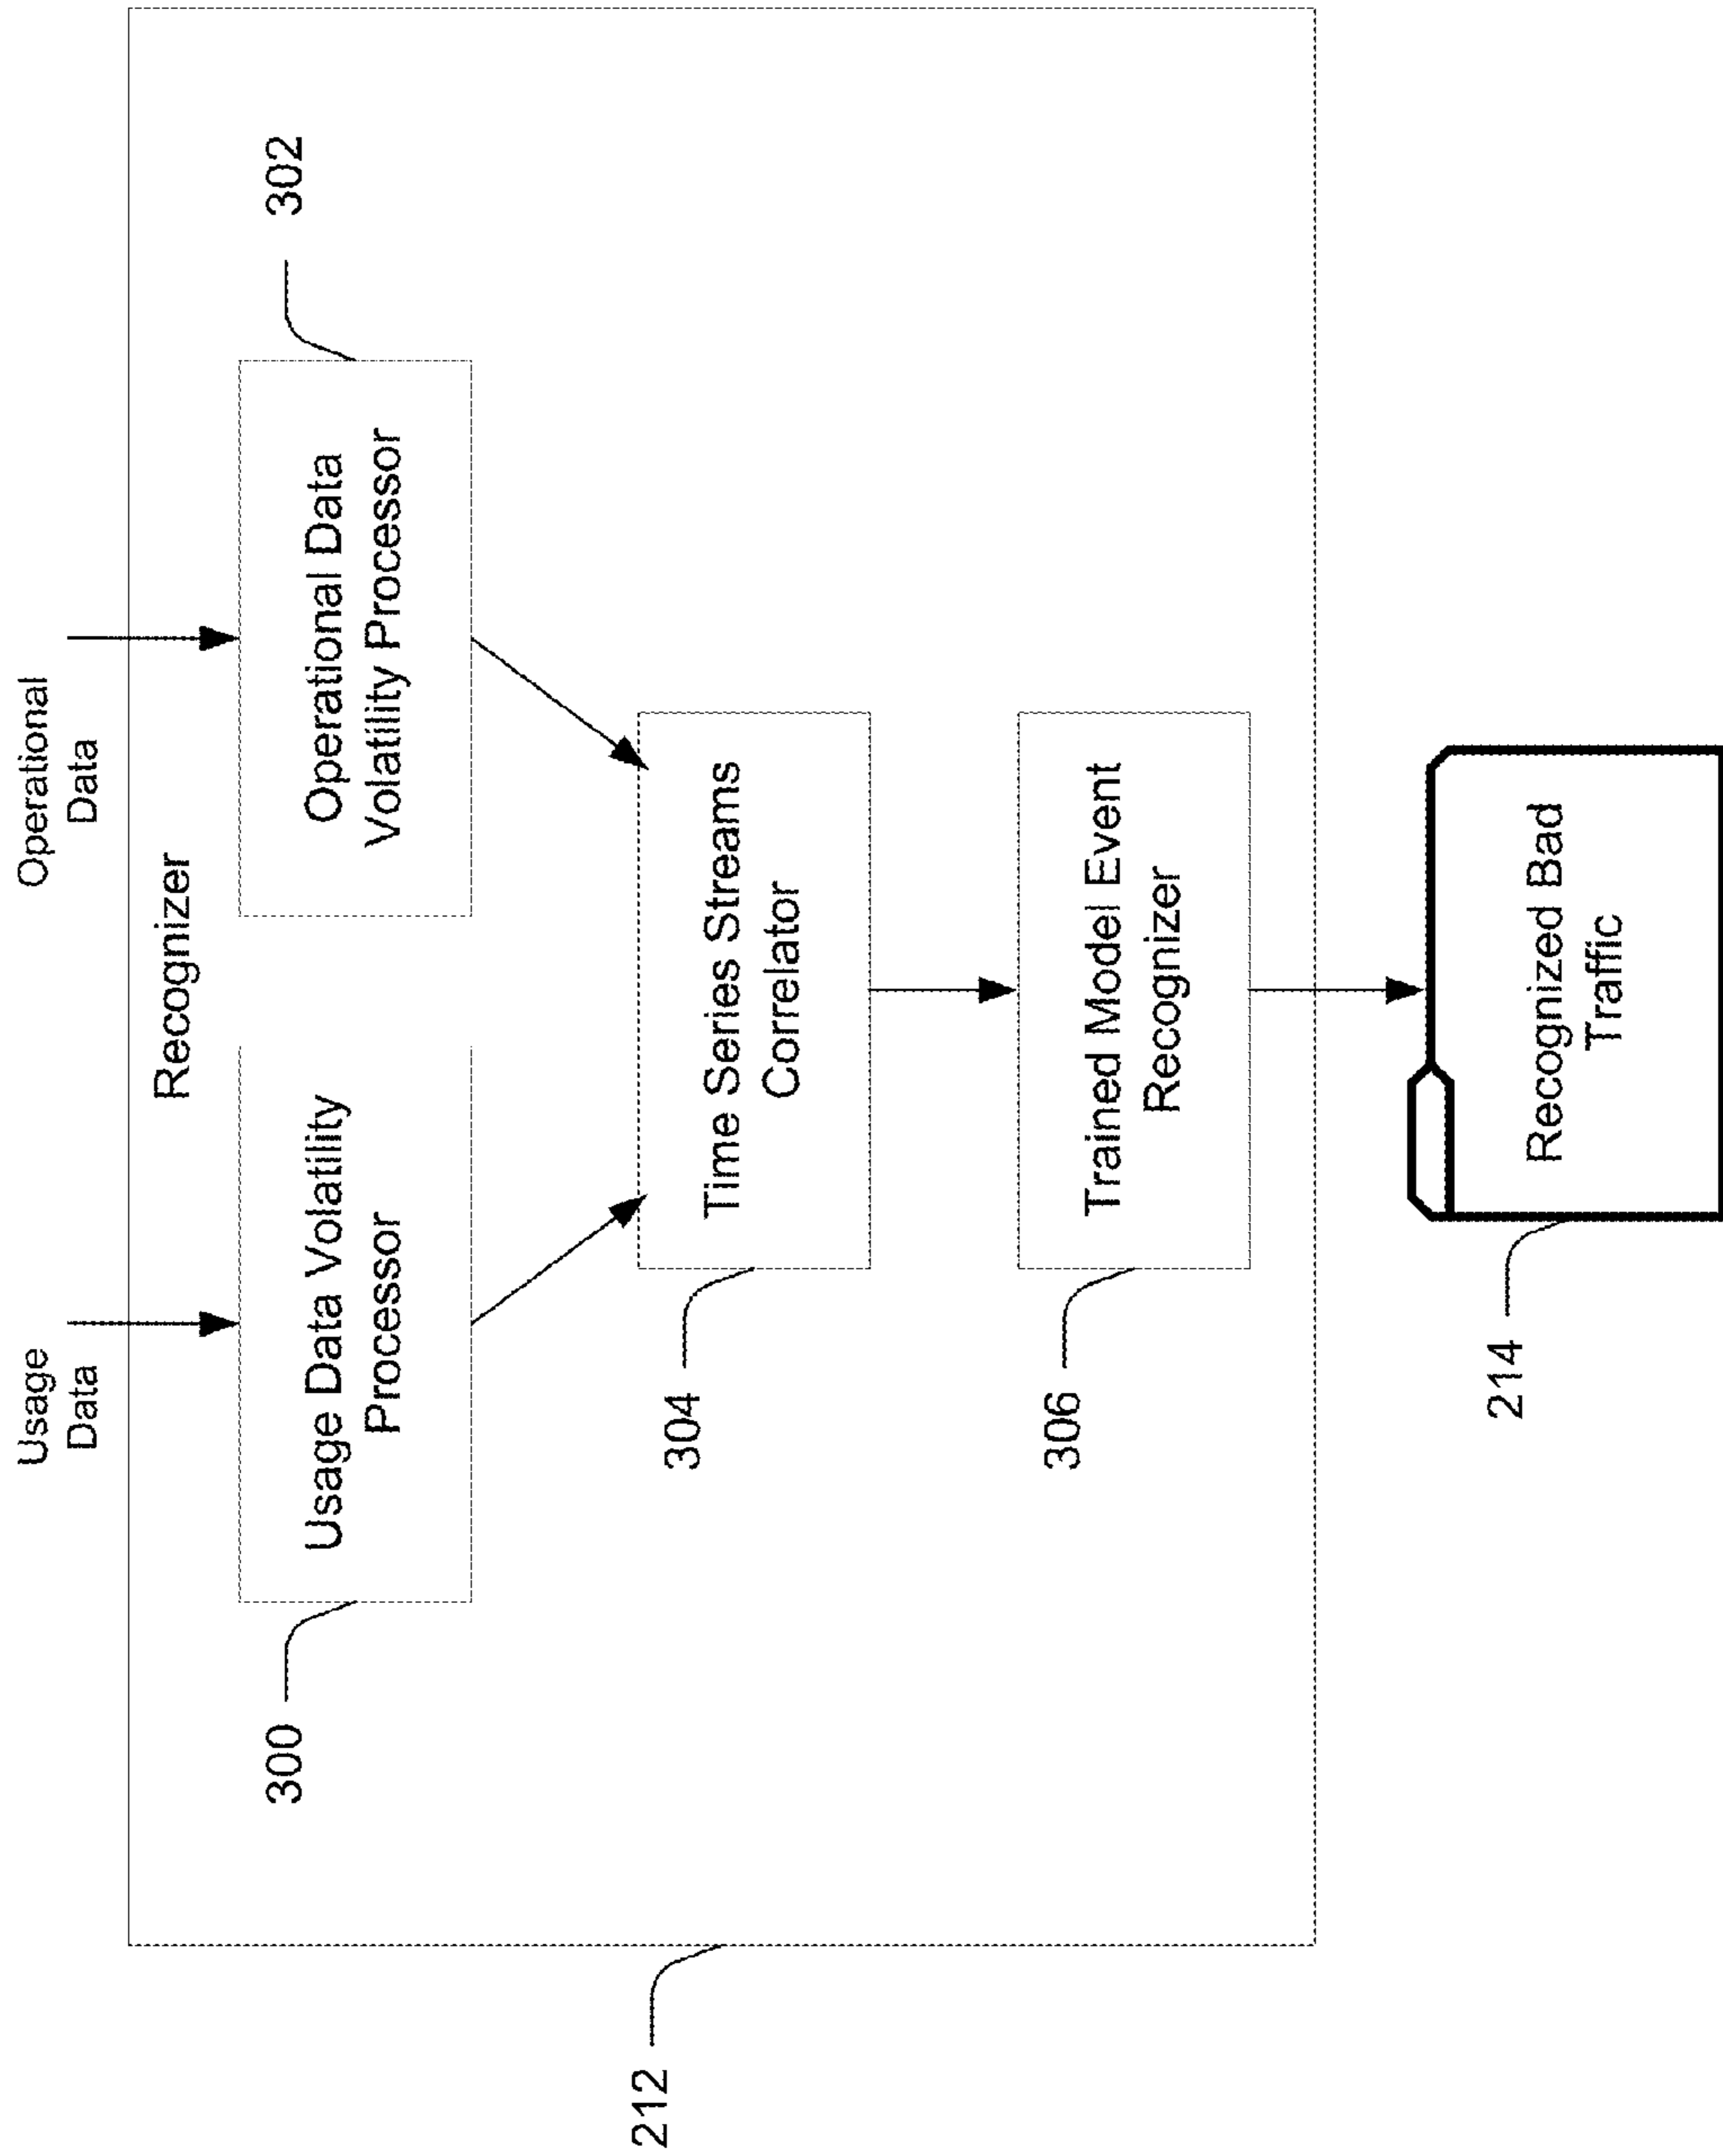 Usage
Data
Operational
Data
Recognizer
300
Usage Data Volatility
Processor
Operational Data
Volatility Processor
302
212
304
Time Series Streams
Correlator
306
Trained Model Event
Recognizer
214
Recognized Bad
Traffic